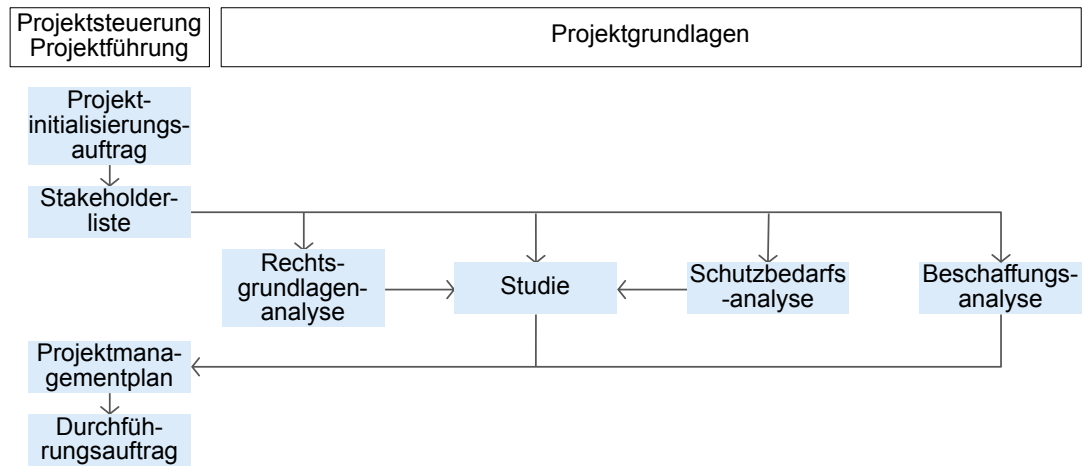 Projektsteuerung
Projektführung
Projektgrundlagen
Projekt-
initialisierungs-
auftrag
Stakeholder-
liste
Rechts-
grundlagen-
analyse
Studie
Schutzbedarfs
-analyse
Beschaffungs-
analyse
Projektmana-
gementplan
Durchfüh-
rungsauftrag